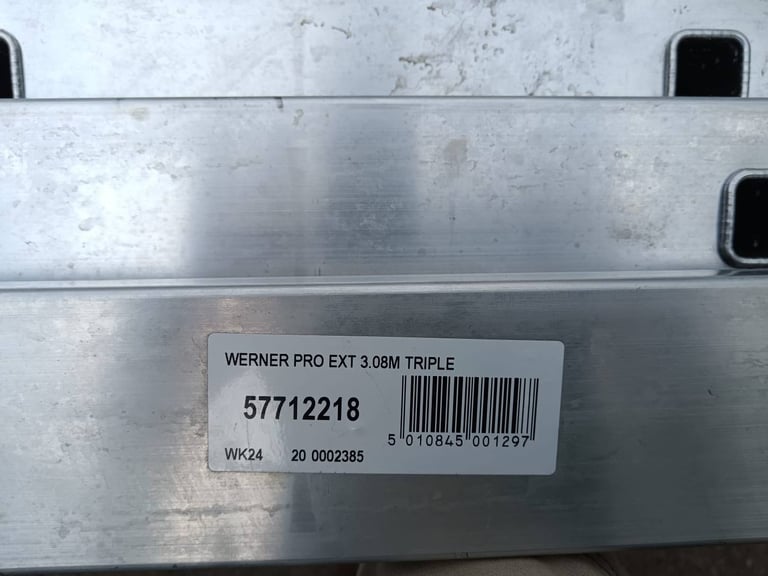 WERNER PRO EXT 3.08M TRIPLE
57712218
5 010845 001297
WK24 20 0002385